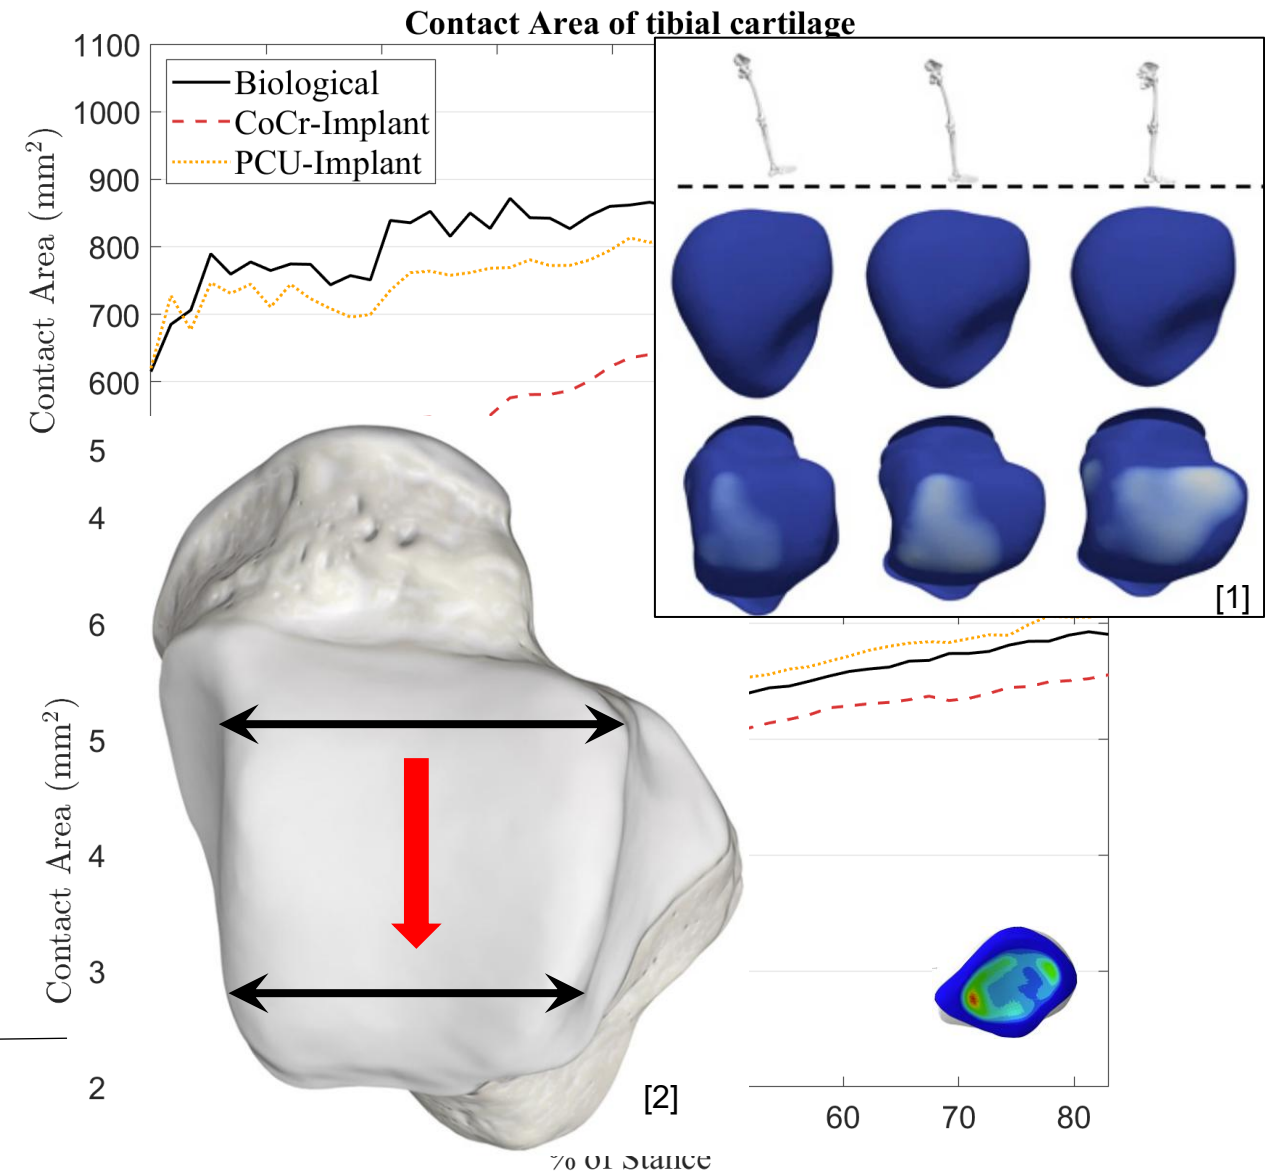 Contact Area of tibial cartilage
1100
1000
900
800
700
600
5
4
Contact Area (mm²)
Biological
CoCr-Implant
PCU-Implant
[1]
6
5
4
3
2
Contact Area (mm²)
[2]
60 70 80
% of Stance